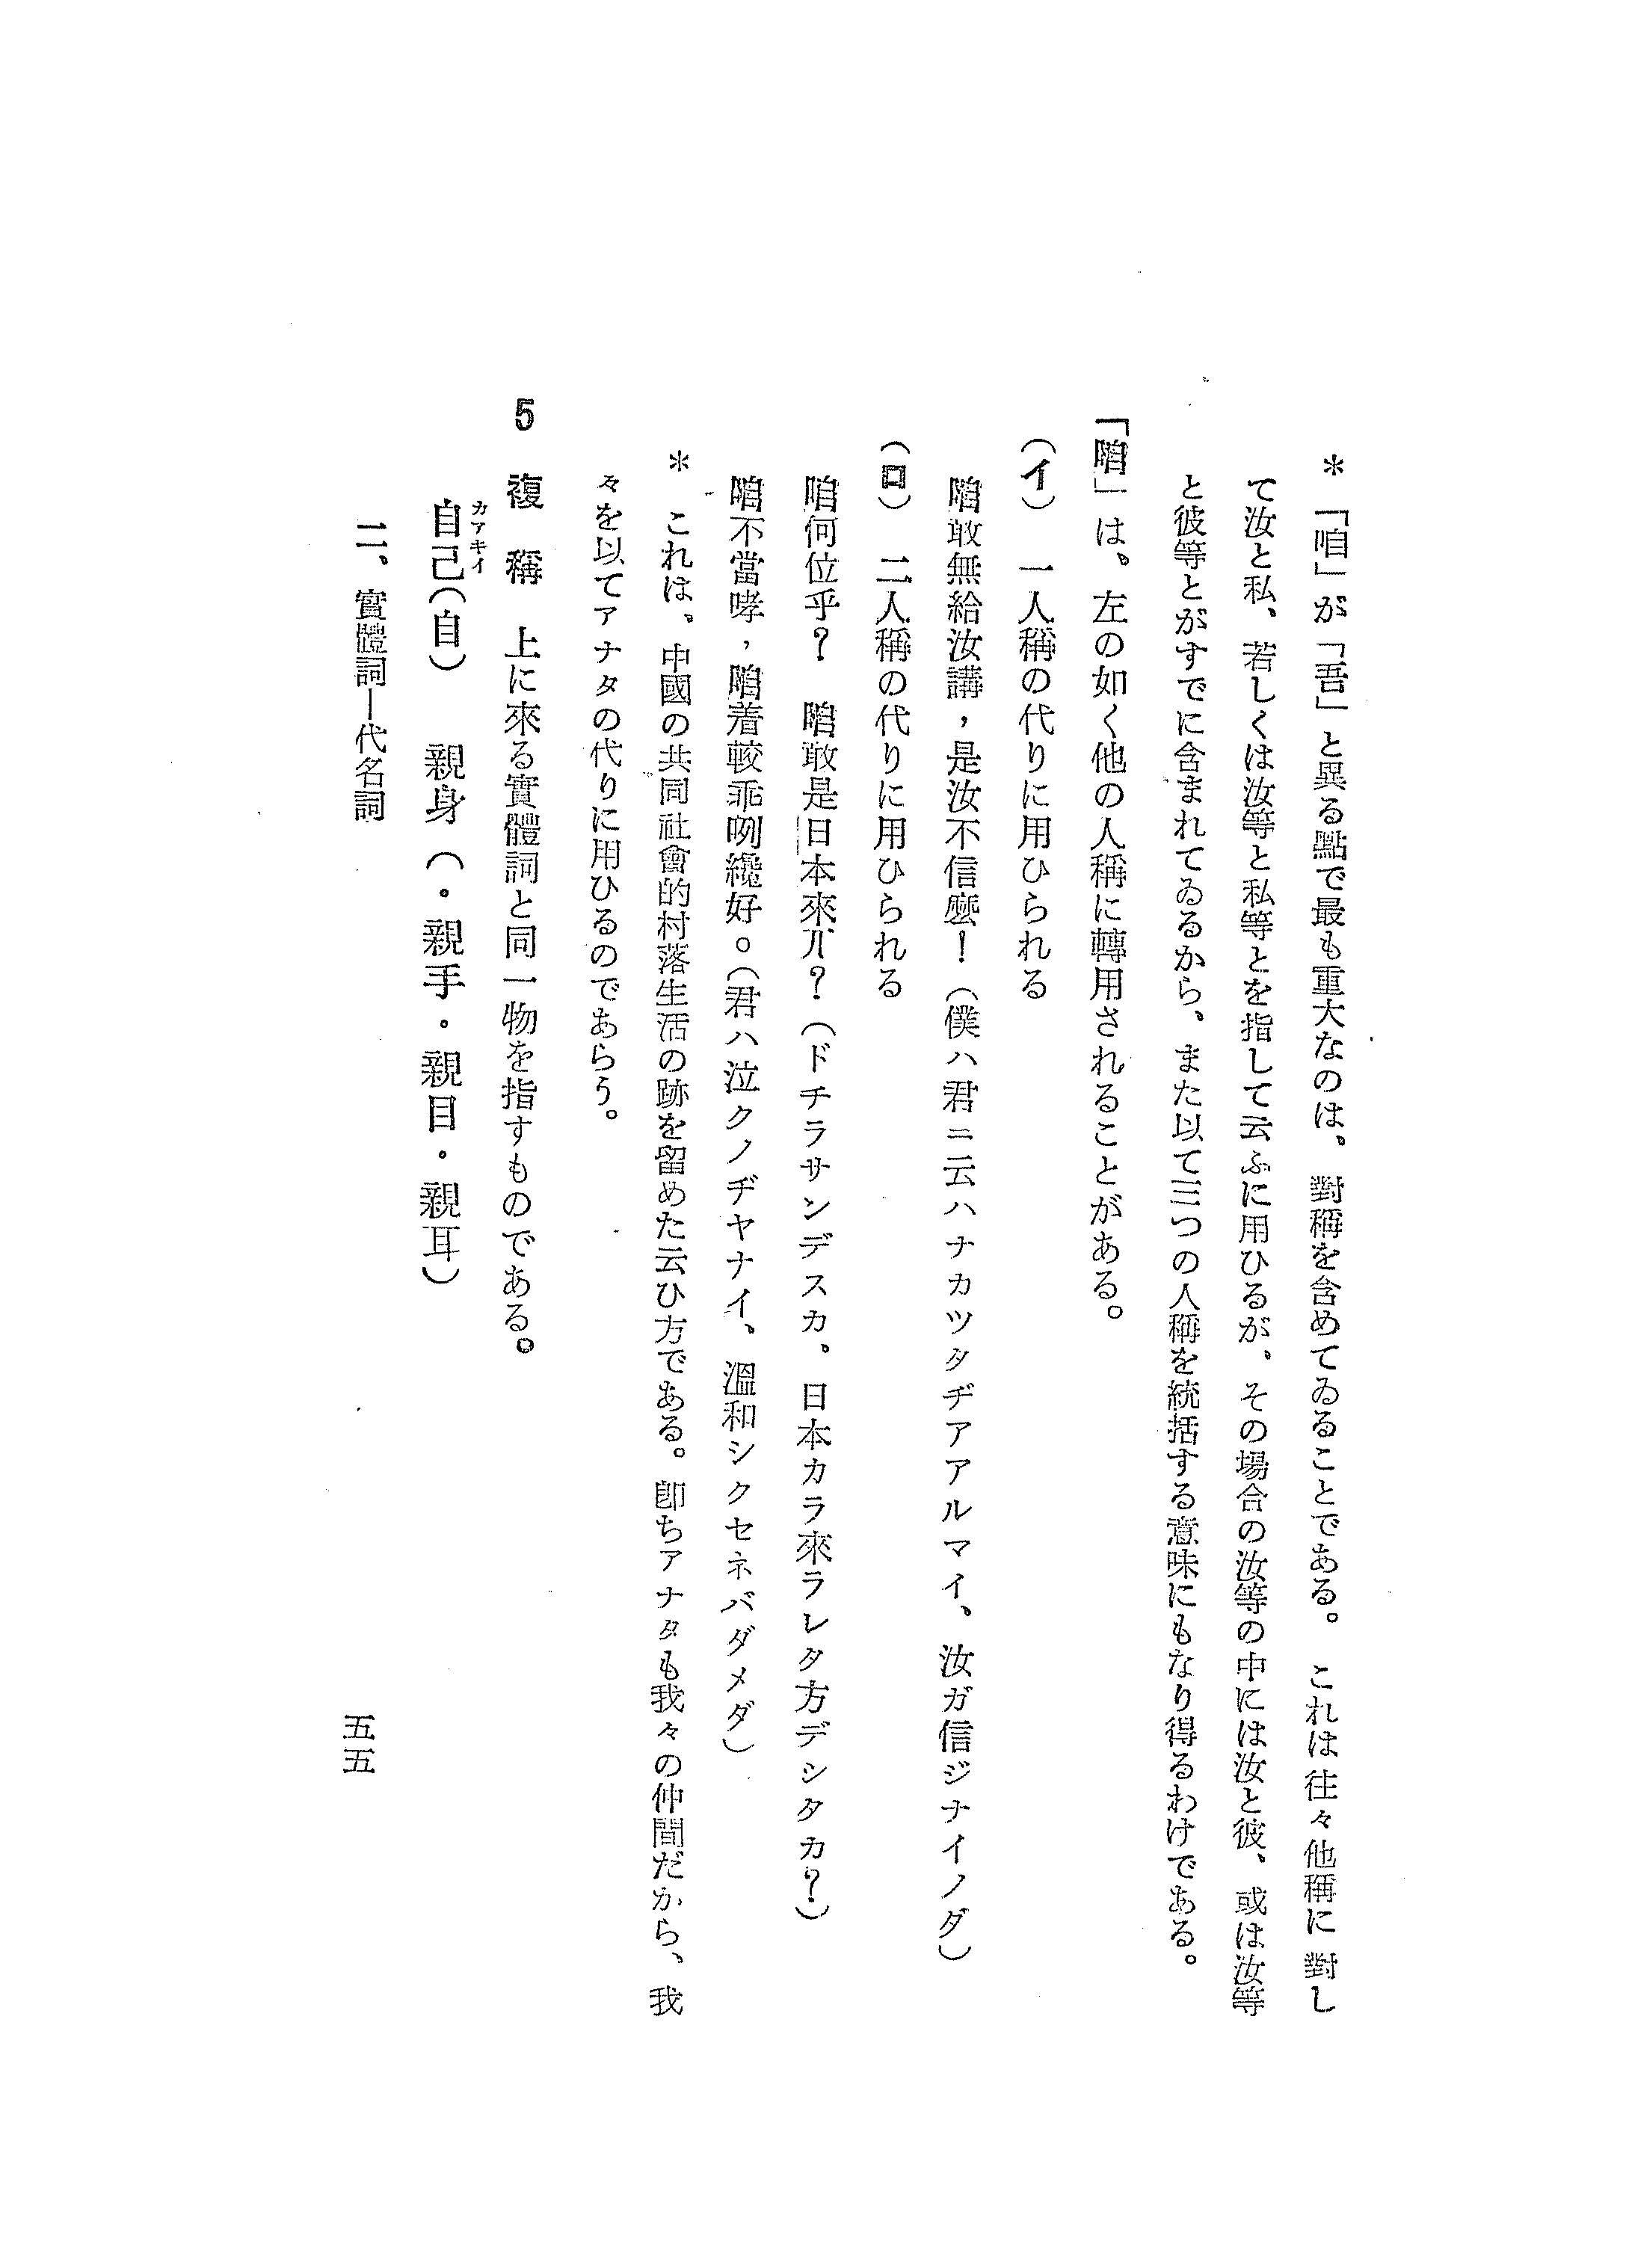 ＊ 「咱」が「吾」と異る點で最も重大なのは、對稱を含めてゐることである。これは往々他稱に對し
て汝と私、若しくは汝等と私等とを指して云ふに用ひるが、その場合の汝等の中には汝と彼、或は汝等
と彼等とがすでに含まれてゐるから、また以て三つの人稱を統括する意味にもなり得るわけである。
「咱」は、左の如く他の人稱に轉用されることがある。
（イ） 一人稱の代りに用ひられる
咱敢無給汝講，是汝不信麼！（僕ハ君ニ云ハナカツタヂアアルマイ、汝ガ信ジナイノダ）
（ロ） 二人稱の代りに用ひられる
咱何位乎？ 咱敢是日本來兀？（ドチラサンデスカ、日本カラ來ラレタ方デシタカ？）
咱不當哮，咱着較乖咧纔好。（君ハ泣クノヂヤナイ、溫和シクセネバダメダ）
＊ これは、中國の共同社會的村落生活の跡を留めた云ひ方である。卽ちアナタも我々の仲間だから、我
々を以てアナタの代りに用ひるのであらう。
5 複 稱 上に來る實體詞と同一物を指すものである。
自己（自） 親身（・親手・親目・親耳）
カアキイ
二、實體詞—代名詞
五五